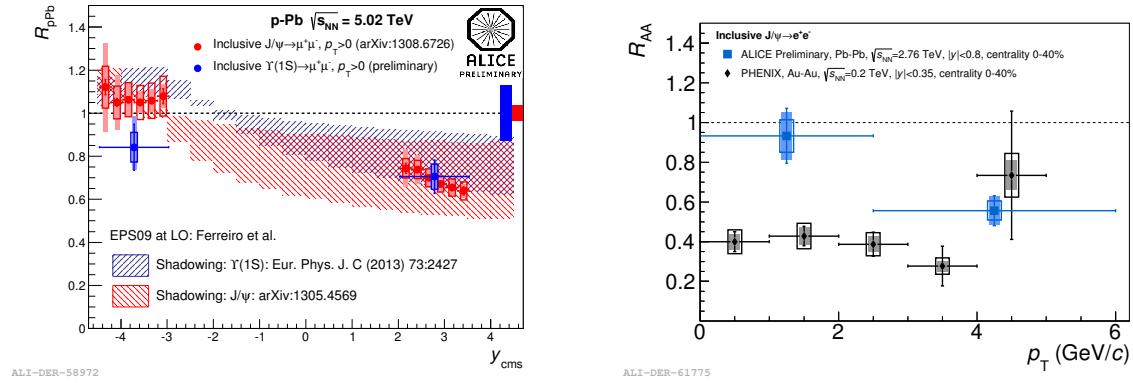 p-Pb √sNN = 5.02 TeV
Inclusive J/ψ→μ+μ-, pT>0 (arXiv:1308.6726)
Inclusive ϒ(1S)→μ+μ-, pT>0 (preliminary)
ALICE
PRELIMINARY
RpPb
1.4
1.2
1
0.8
0.6
0.4
0.2
0
EPS09 at LO: Ferreiro et al.
Shadowing: ϒ(1S): Eur. Phys. J. C (2013) 73:2427
Shadowing: J/ψ: arXiv:1305.4569
-4 -3 -2 -1 0 1 2 3 4
ycms
ALI-DER-58972
Inclusive J/ψ→e+e-
ALICE Preliminary, Pb-Pb, √sNN=2.76 TeV, |y|<0.8, centrality 0-40%
PHENIX, Au-Au, √sNN=0.2 TeV, |y|<0.35, centrality 0-40%
RAA
1.4
1.2
1
0.8
0.6
0.4
0.2
0
0 2 4 6
pT (GeV/c)
ALI-DER-61775